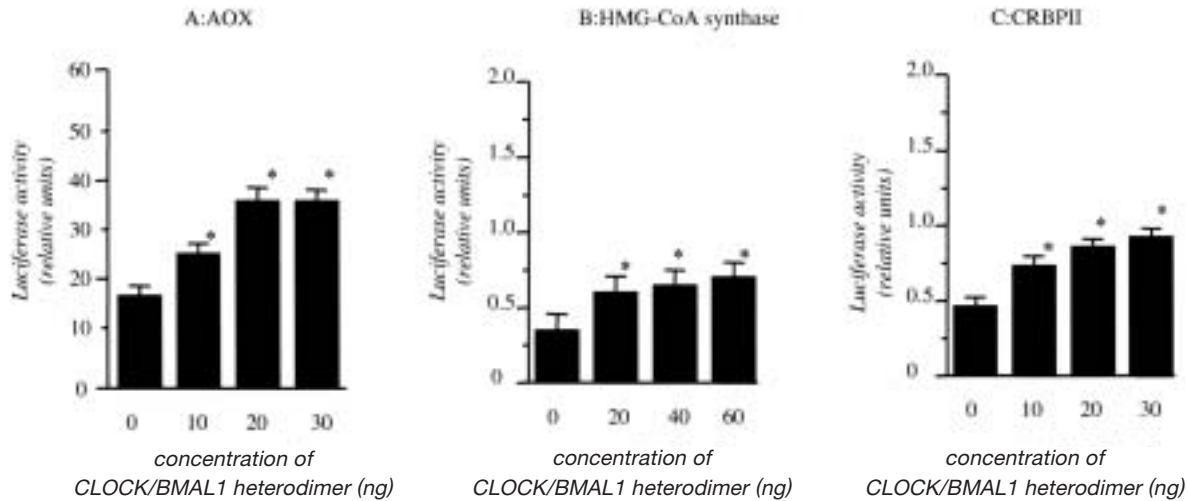 A:AOX
Luciferase activity
(relative units)
60
50
40
30
20
10
0
*
*
*
0 10 20 30
concentration of
CLOCK/BMAL1 heterodimer (ng)
B:HMG-CoA synthase
Luciferase activity
(relative units)
2.0
1.5
1.0
0.5
0
*
*
*
0 20 40 60
concentration of
CLOCK/BMAL1 heterodimer (ng)
C:CRBPII
Luciferase activity
(relative units)
2.0
1.5
1.0
0.5
0
*
*
*
0 10 20 30
concentration of
CLOCK/BMAL1 heterodimer (ng)